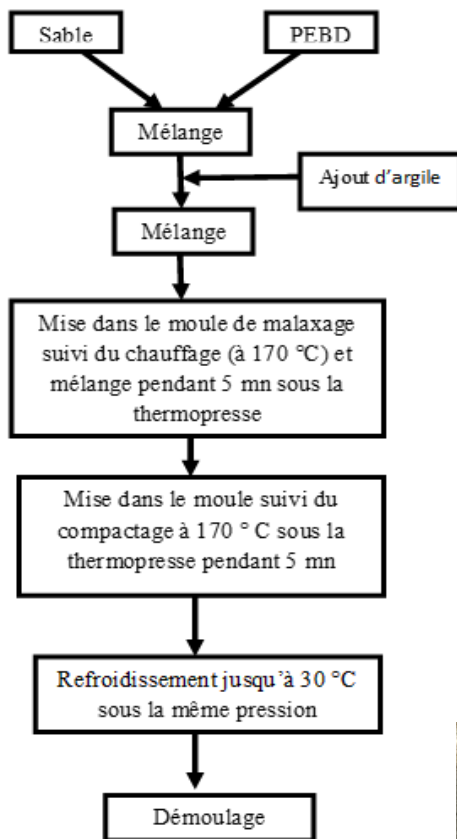 Sable
PEBD
Mélange
Ajout d'argile
Mélange
Mise dans le moule de malaxage
suivi du chauffage (à 170 °C) et
mélange pendant 5 mn sous la
thermopresse
Mise dans le moule suivi du
compactage à 170 ° C sous la
thermopresse pendant 5 mn
Refroidissement jusqu'à 30 °C
sous la même pression
Démoulage